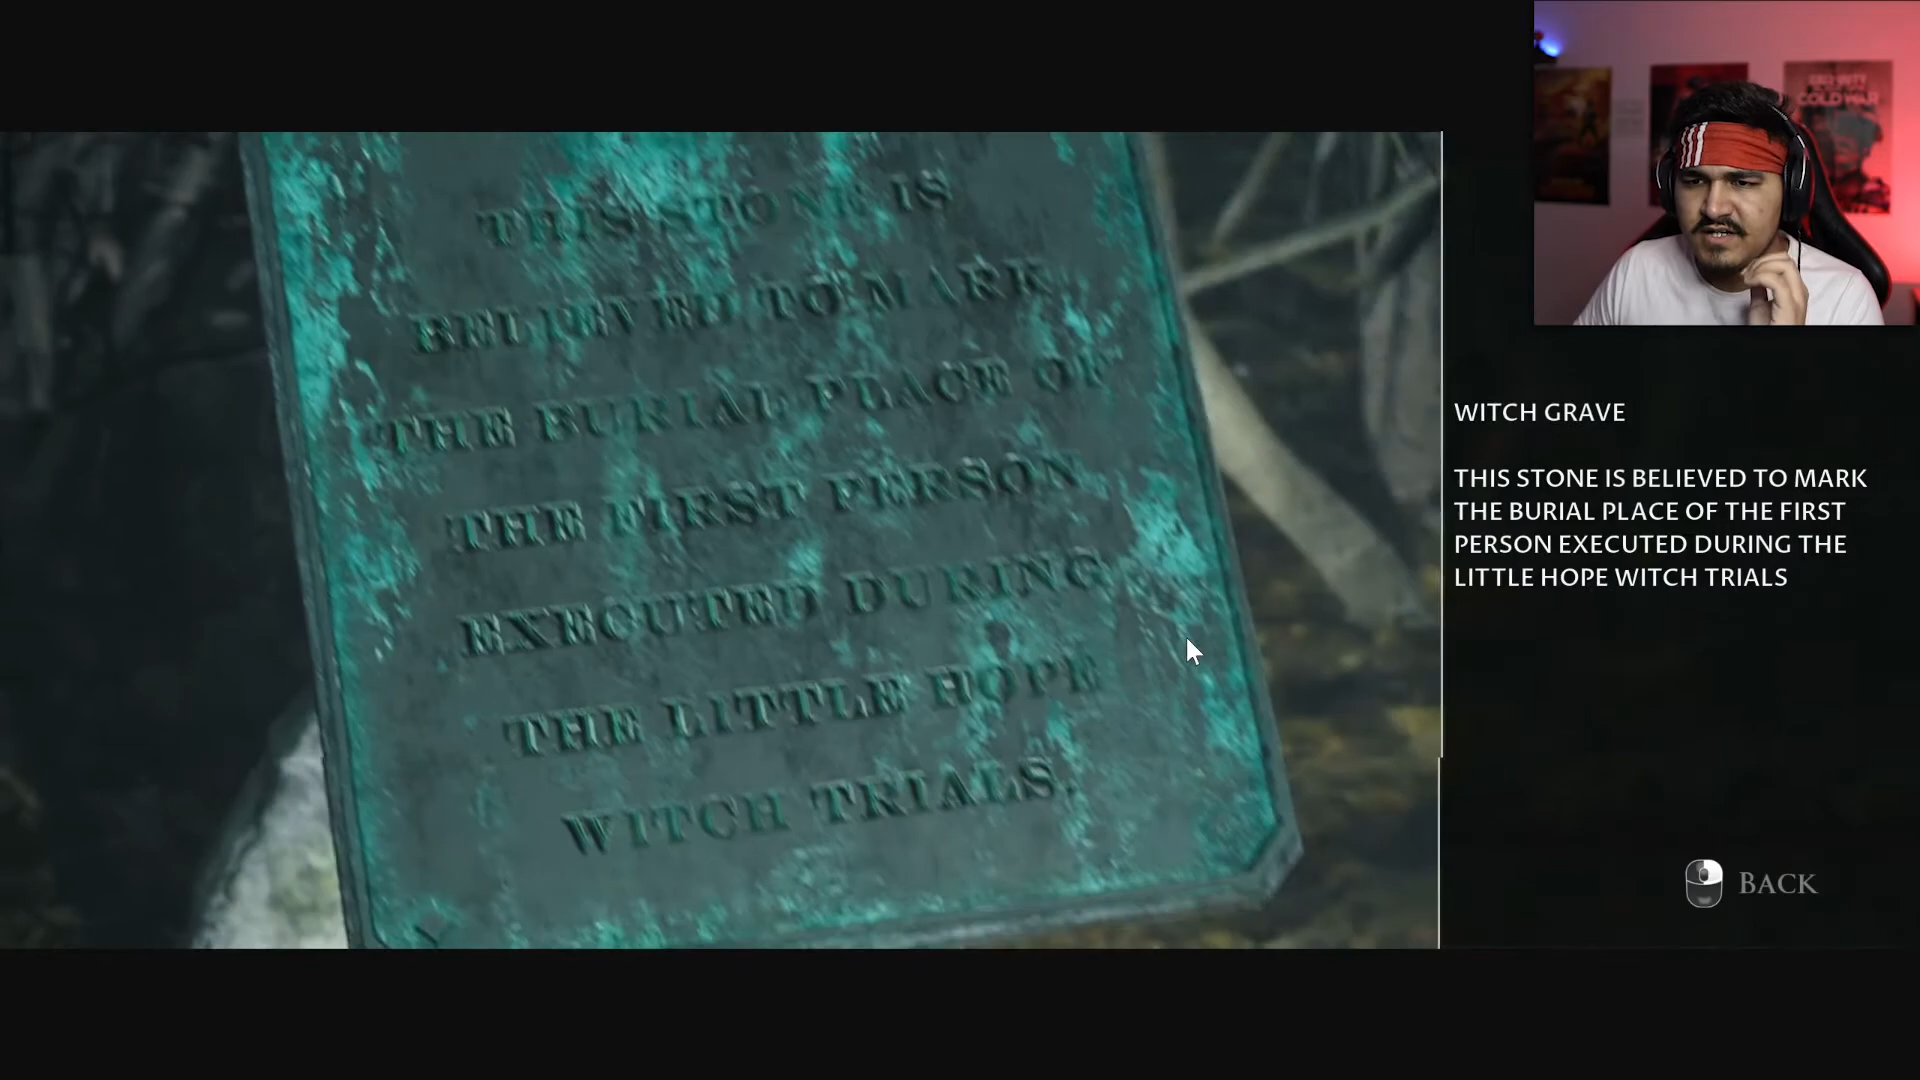 THIS STONE IS
BELIEVED TO MARK
THE BURIAL PLACE OF
THE FIRST PERSON
EXECUTED DURING
THE LITTLE HOPE
WITCH TRIALS.
COLD WAR
WITCH GRAVE
THIS STONE IS BELIEVED TO MARK
THE BURIAL PLACE OF THE FIRST
PERSON EXECUTED DURING THE
LITTLE HOPE WITCH TRIALS
BACK